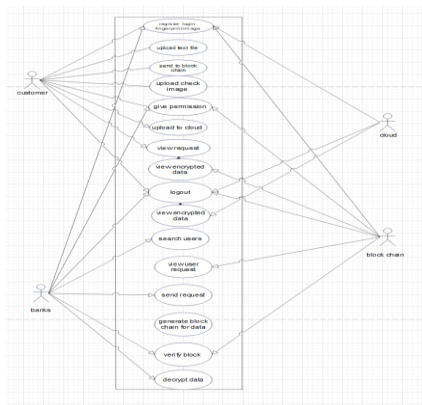 register login
fingerprint image
upload text file
send to block
chain
customer
upload check
image
give permission
upload to cloud
cloud
view request
view encrypted
data
logout
view encrypted
data
search users
block chain
view user
request
send request
banks
generate block
chain for data
verify block
decrypt data